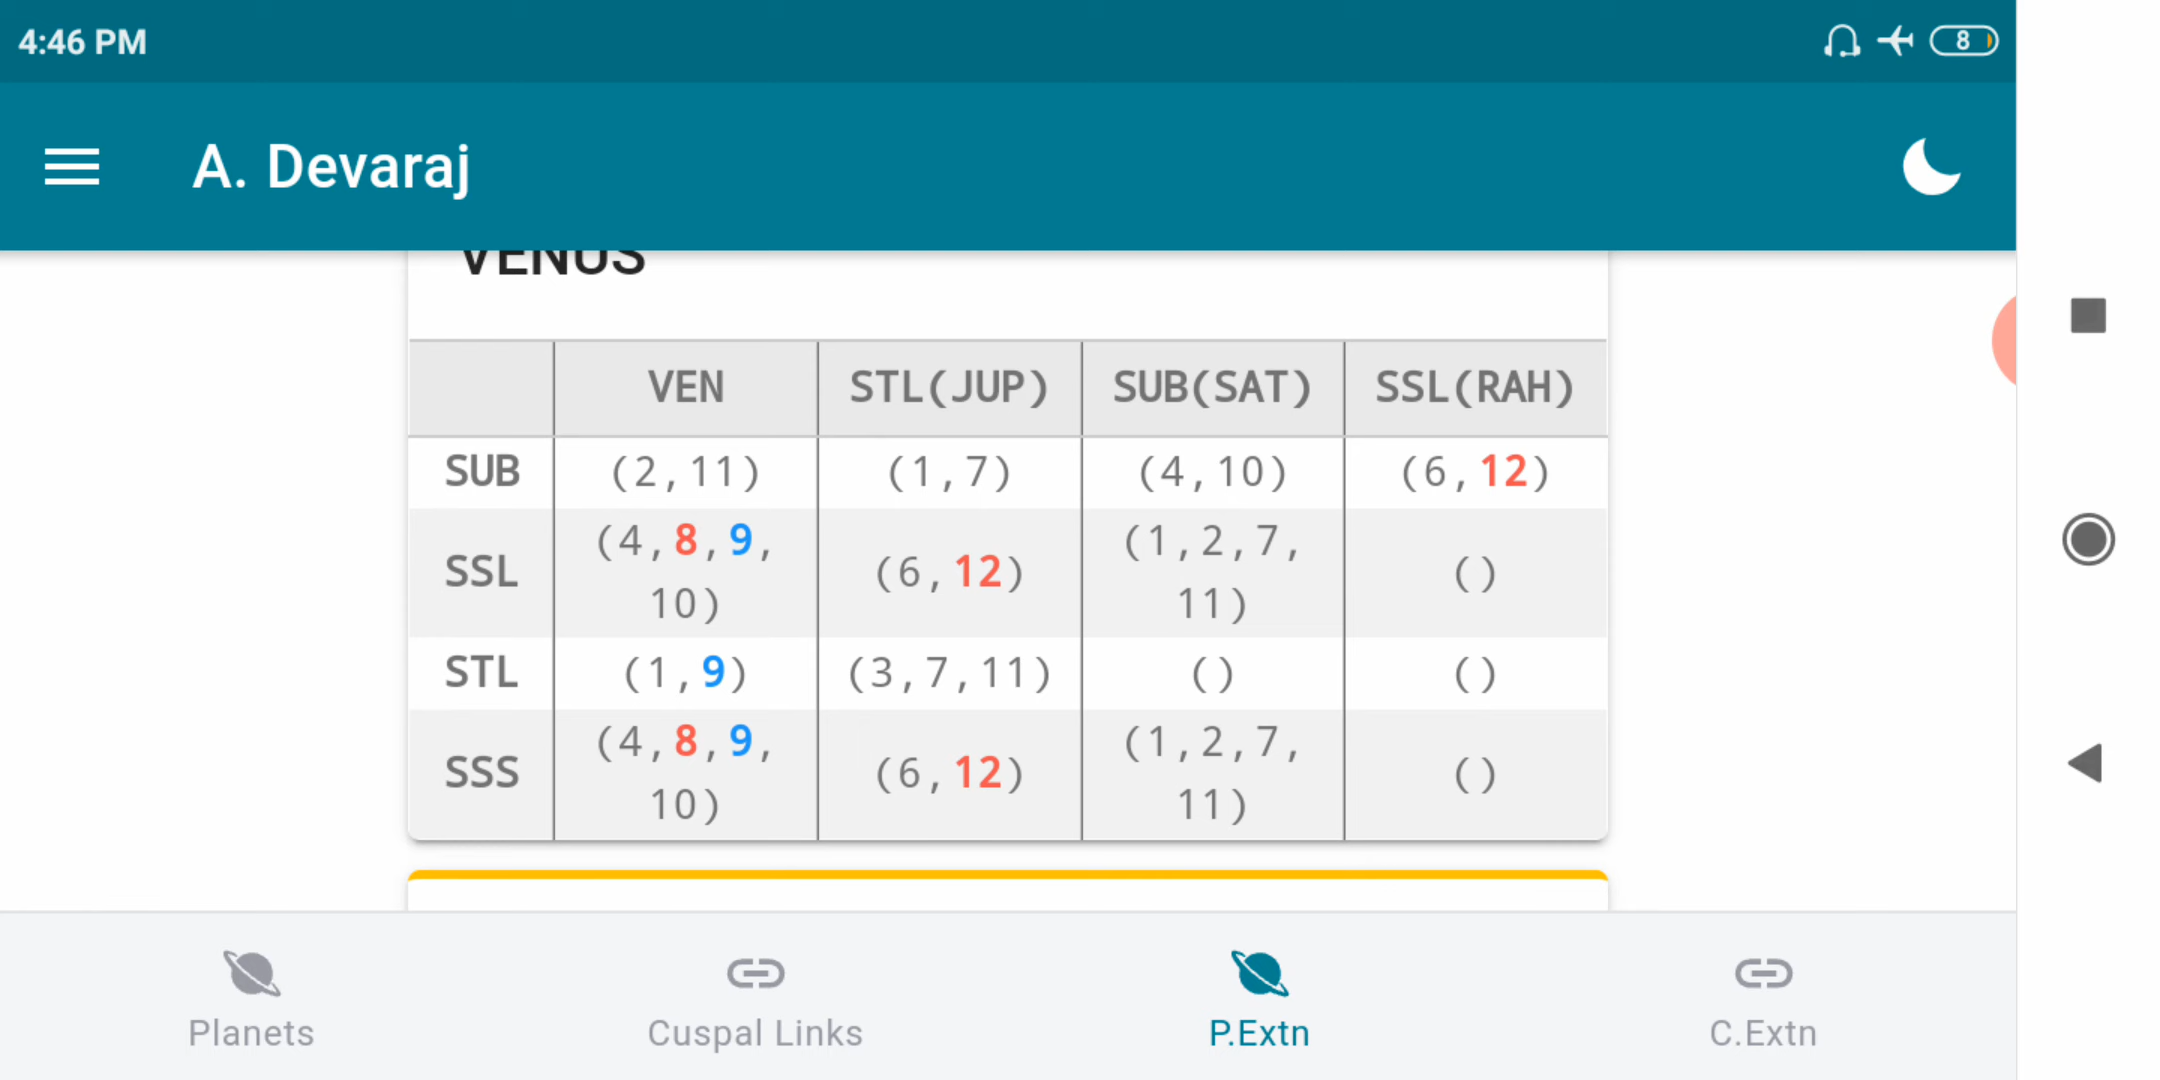 4:46 PM
8
A. Devaraj
VENUS
VEN STL(JUP) SUB(SAT) SSL(RAH)
SUB (2,11) (1,7) (4,10) (6,12)
SSL (4,8,9,10) (6,12) (1,2,7,11) ()
STL (1,9) (3,7,11) () ()
SSS (4,8,9,10) (6,12) (1,2,7,11) ()
Planets Cuspal Links P.Extn C.Extn